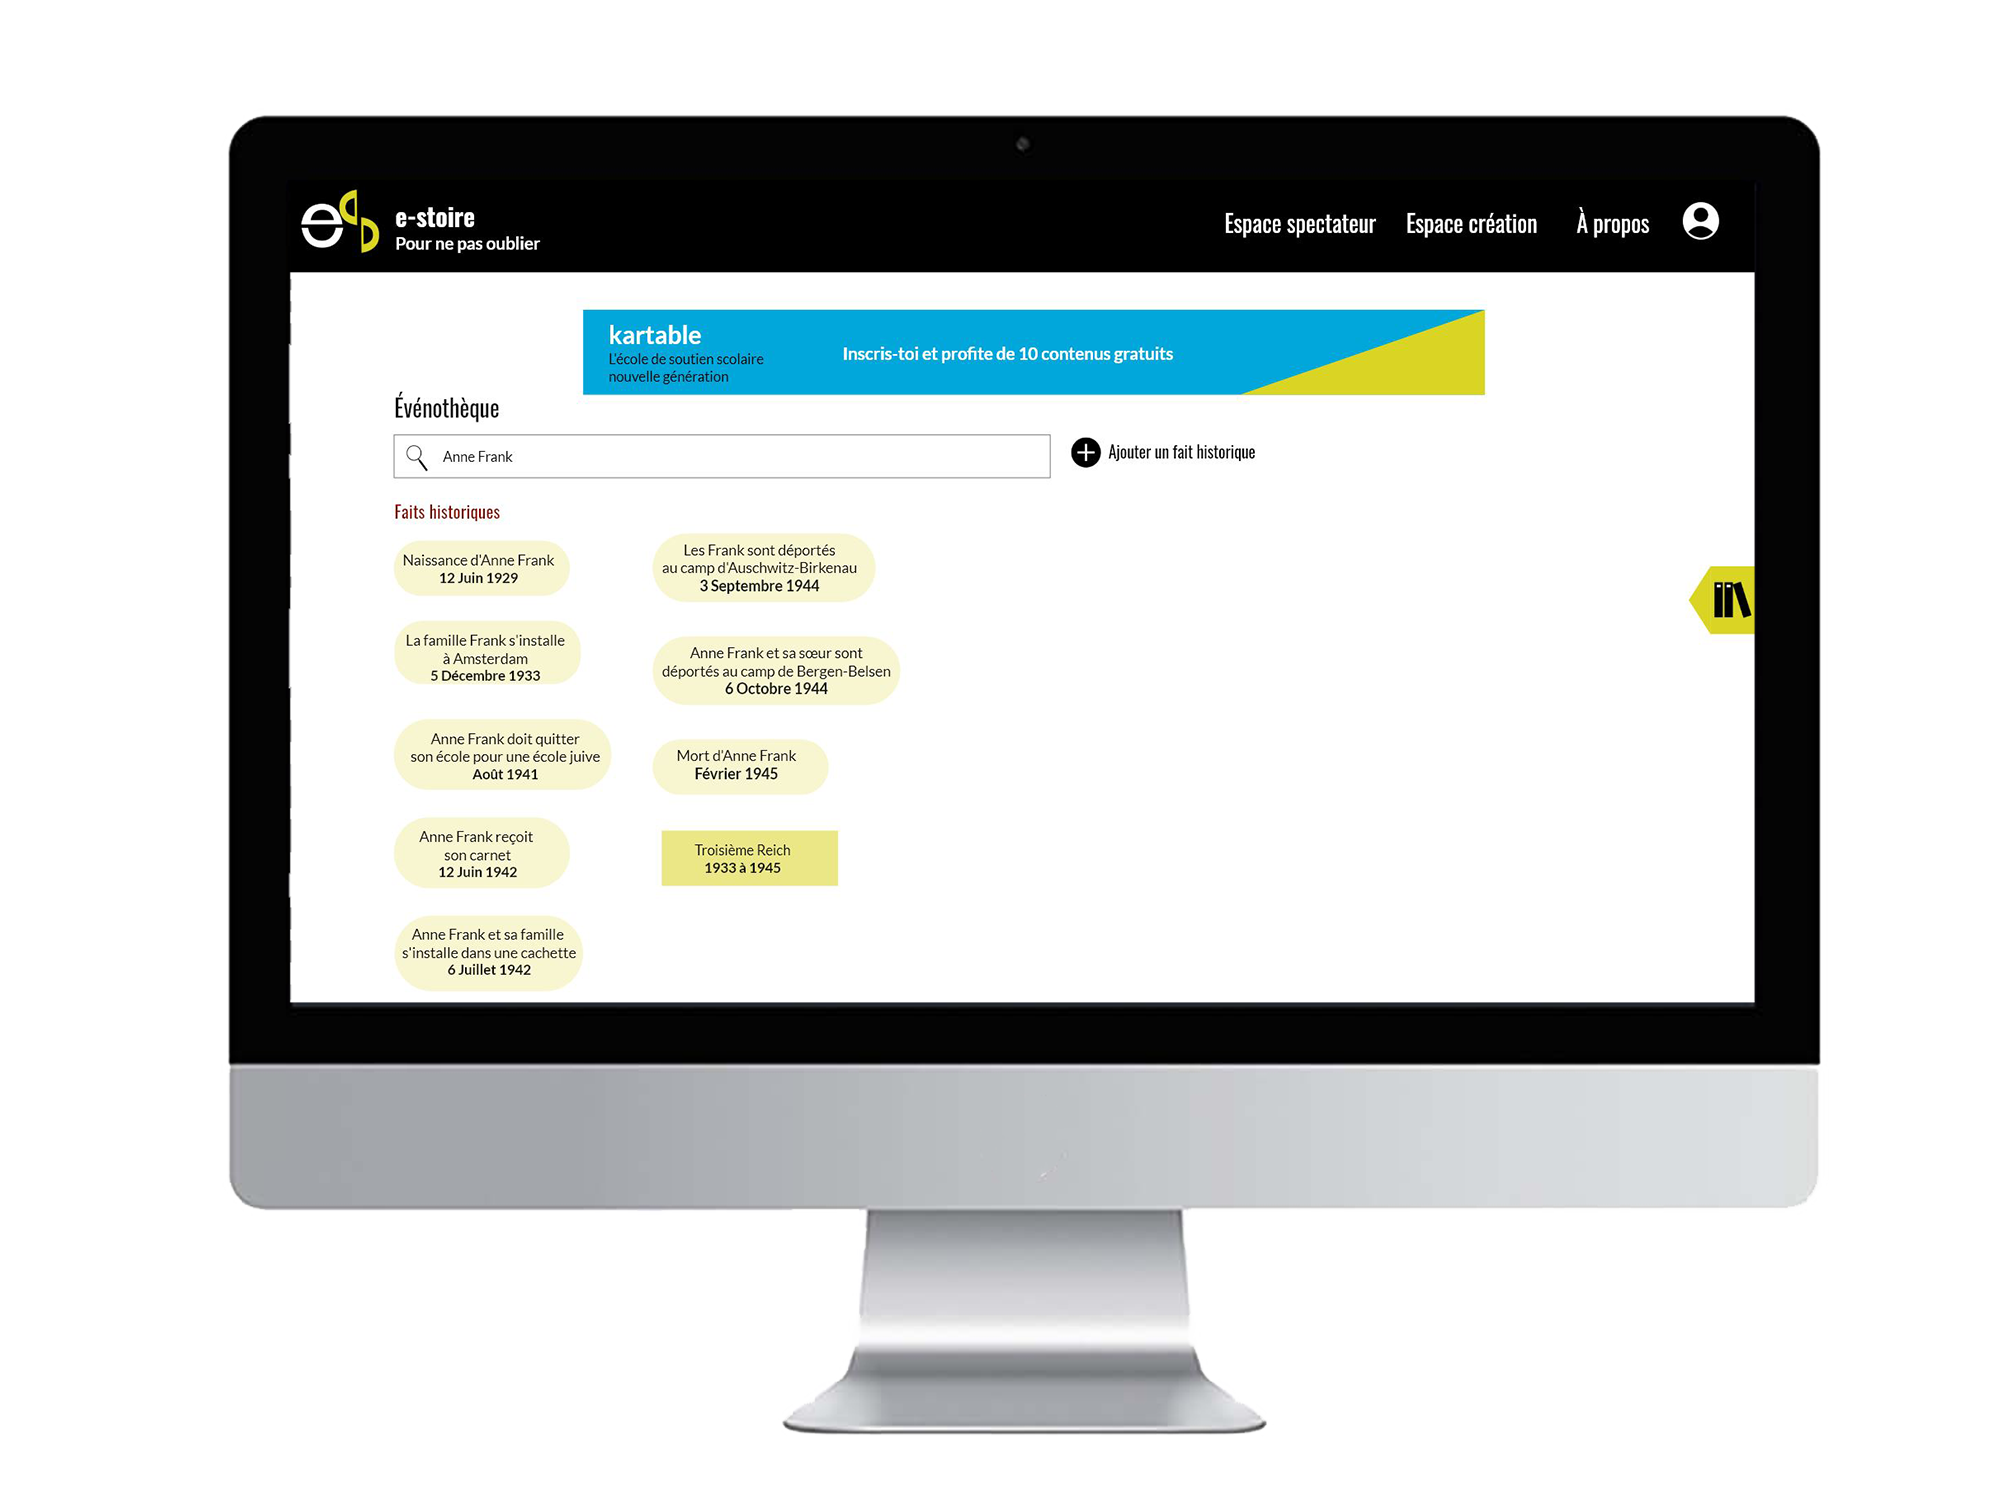 e-stoire
Pour ne pas oublier
Espace spectateur
Espace création
À propos
kartable
L'école de soutien scolaire
nouvelle génération
Inscris-toi et profite de 10 contenus gratuits
Événothèque
Anne Frank
Ajouter un fait historique
Faits historiques
Naissance d'Anne Frank
12 Juin 1929
La famille Frank s'installe
à Amsterdam
5 Décembre 1933
Anne Frank doit quitter
son école pour une école juive
Août 1941
Anne Frank reçoit
son carnet
12 Juin 1942
Anne Frank et sa famille
s'installe dans une cachette
6 Juillet 1942
Les Frank sont déportés
au camp d'Auschwitz-Birkenau
3 Septembre 1944
Anne Frank et sa sœur sont
déportés au camp de Bergen-Belsen
6 Octobre 1944
Mort d'Anne Frank
Février 1945
Troisième Reich
1933 à 1945